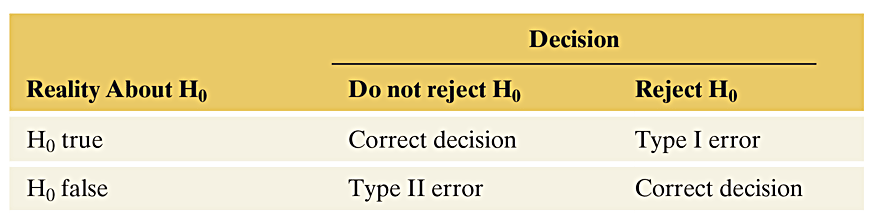 Decision
Reality About H₀ Do not reject H₀ Reject H₀
H₀ true Correct decision Type I error
H₀ false Type II error Correct decision